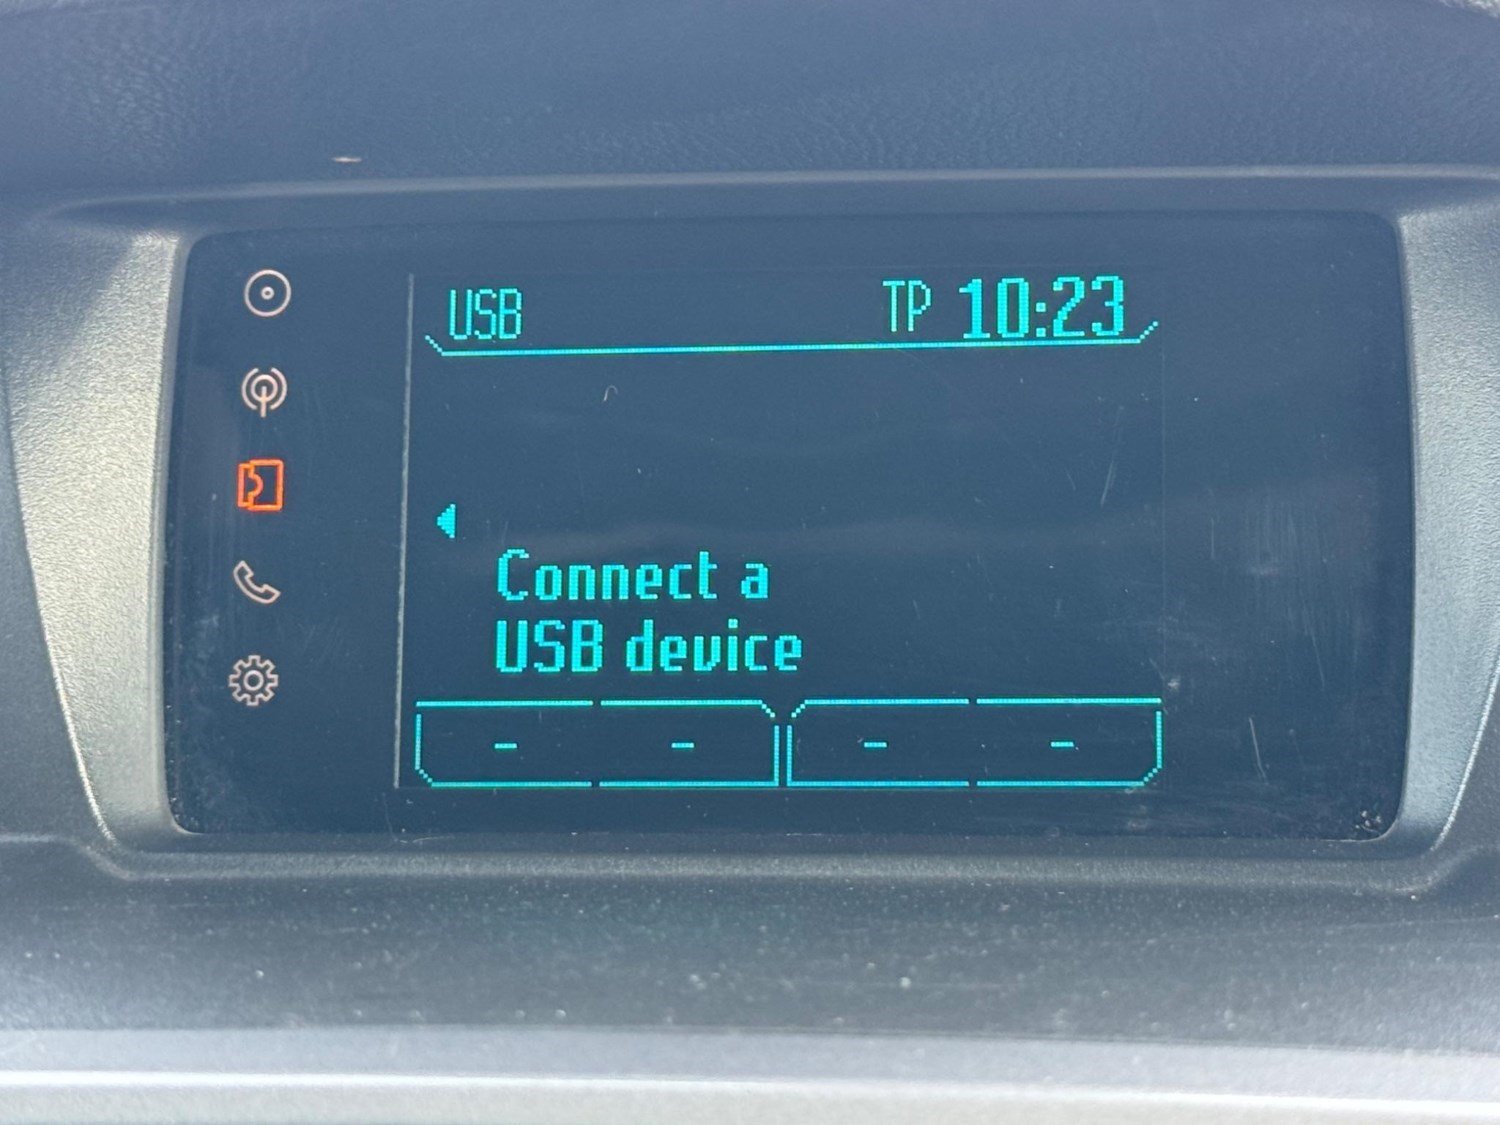 USB TP 10:23
Connect a
USB device
- - - -